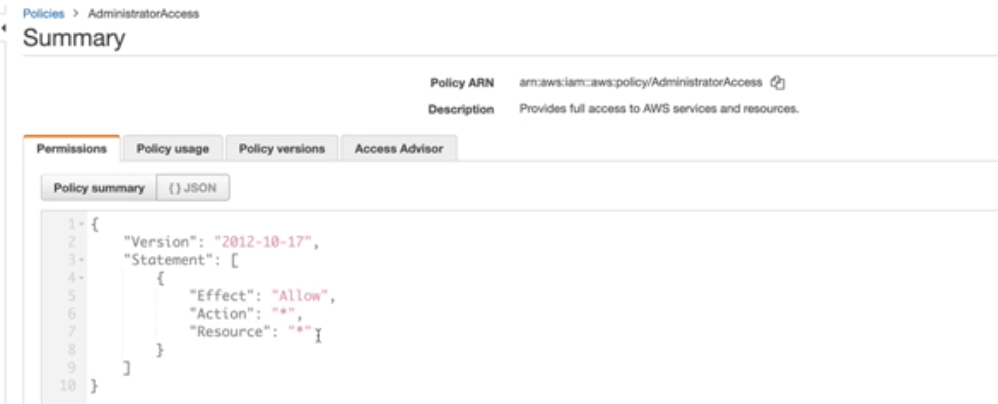 Policies > AdministratorAccess
Summary
Policy ARN arn:aws:iam::aws:policy/AdministratorAccess
Description Provides full access to AWS services and resources.
Permissions Policy usage Policy versions Access Advisor
Policy summary {} JSON
1 {
2 "Version": "2012-10-17",
3 "Statement": [
4 {
5 "Effect": "Allow",
6 "Action": "*",
7 "Resource": "*"
8 }
9 ]
10 }